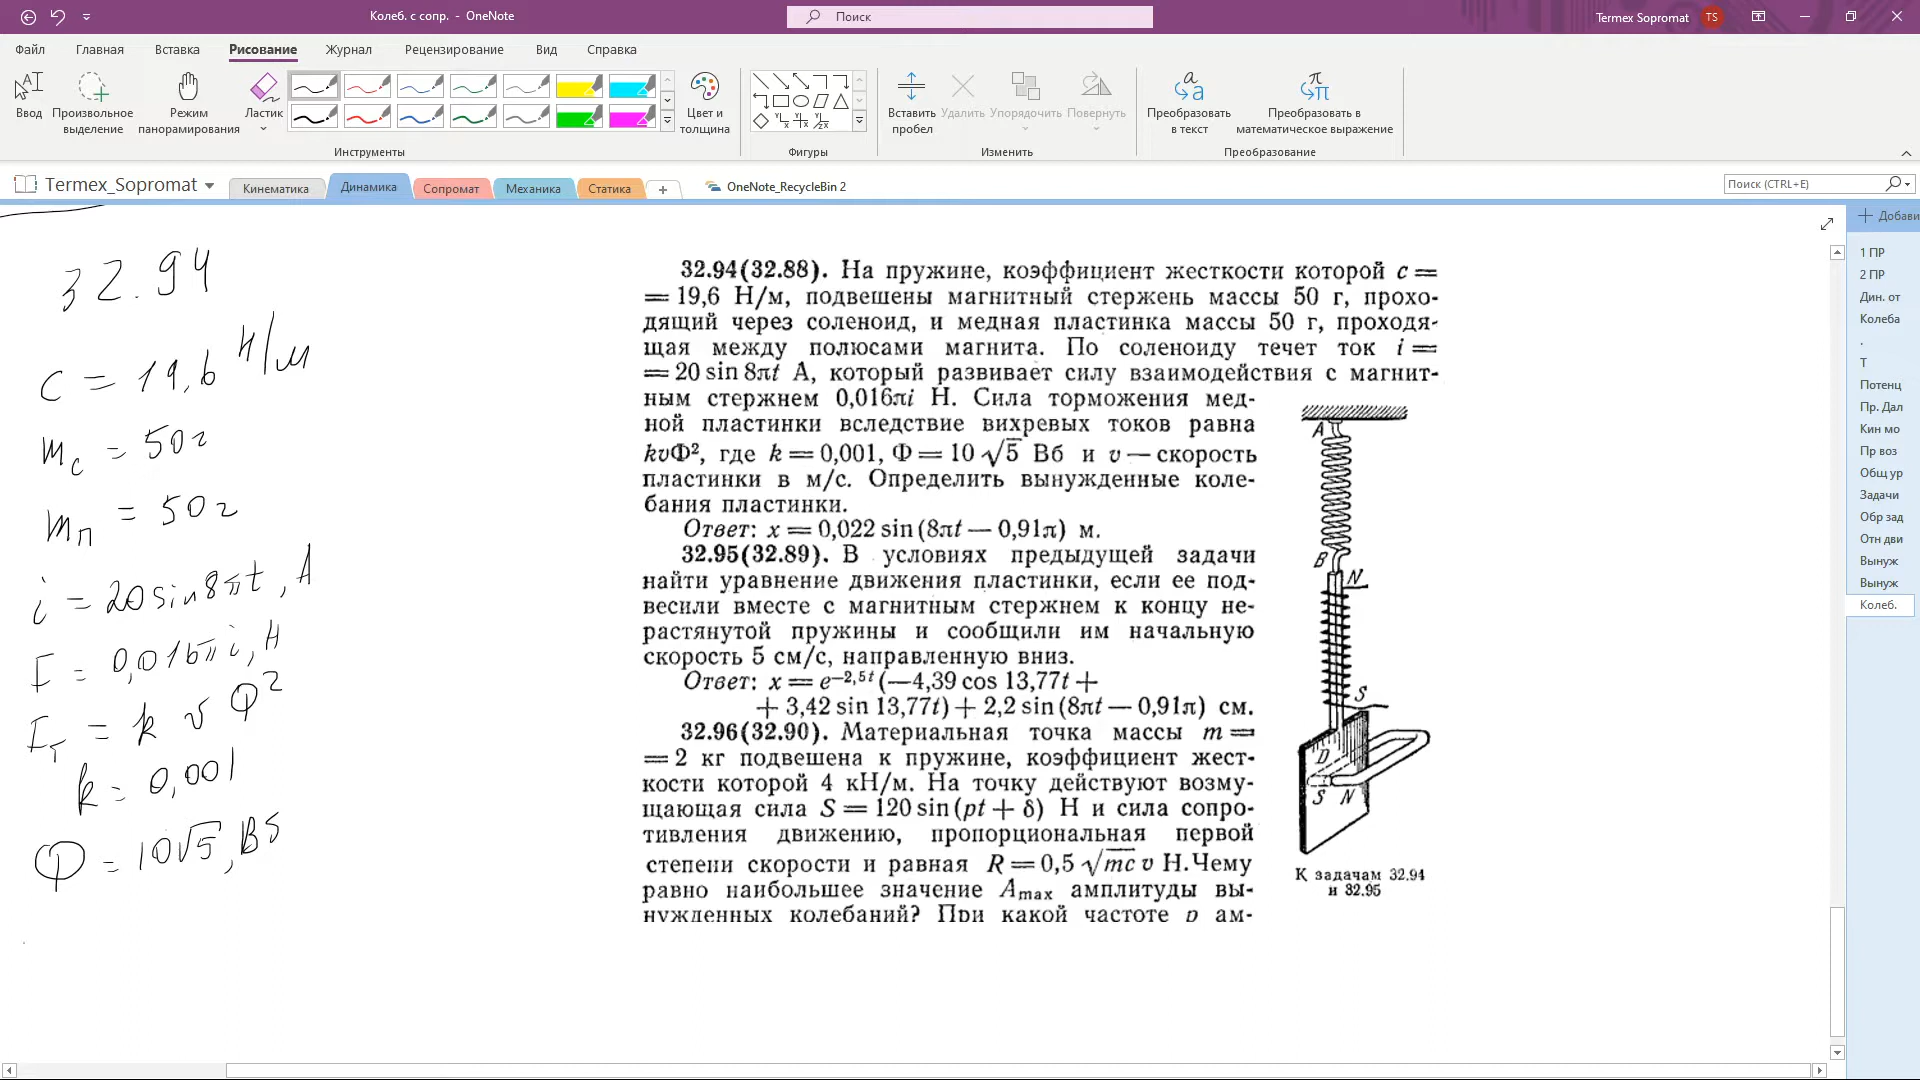 Колеб. с сопр. - OneNote
Поиск
Termex Sopromat
TS
Файл
Главная
Вставка
Рисование
Журнал
Рецензирование
Вид
Справка
Ввод
Произвольное выделение
Режим панорамирования
Ластик
Цвет и толщина
Вставить пробел
Удалить
Упорядочить
Повернуть
Преобразовать в текст
Преобразовать в математическое выражение
Инструменты
Фигуры
Изменить
Преобразование
Termex_Sopromat
Кинематика
Динамика
Сопромат
Механика
Статика
OneNote_RecycleBin 2
Поиск (CTRL+E)
32.94
c = 19,6 Н/м
m_c = 50г
m_п = 50г
i = 20 sin 8πt, A
F = 0,016πi, H
F_T = k v Φ²
k = 0,001
Φ = 10√5, Вб
32.94(32.88). На пружине, коэффициент жесткости которой c =
= 19,6 Н/м, подвешены магнитный стержень массы 50 г, прохо-
дящий через соленоид, и медная пластинка массы 50 г, проходя-
щая между полюсами магнита. По соленоиду течет ток i =
= 20 sin 8πt А, который развивает силу взаимодействия с магнит-
ным стержнем 0,016πi Н. Сила торможения мед-
ной пластинки вследствие вихревых токов равна
kvФ², где k = 0,001, Ф = 10 √5 Вб и v — скорость
пластинки в м/с. Определить вынужденные коле-
бания пластинки.
Ответ: x = 0,022 sin (8πt — 0,91π) м.
32.95(32.89). В условиях предыдущей задачи
найти уравнение движения пластинки, если ее под-
весили вместе с магнитным стержнем к концу не-
растянутой пружины и сообщили им начальную
скорость 5 см/с, направленную вниз.
Ответ: x = e^{−2,5t} (—4,39 cos 13,77t +
+ 3,42 sin 13,77t) + 2,2 sin (8πt — 0,91π) см.
32.96(32.90). Материальная точка массы m =
= 2 кг подвешена к пружине, коэффициент жест-
кости которой 4 кН/м. На точку действуют возму-
щающая сила S = 120 sin (pt + δ) Н и сила сопро-
тивления движению, пропорциональная первой
степени скорости и равная R = 0,5 √mc v Н. Чему
равно наибольшее значение A_max амплитуды вы-
нужденных колебаний? При какой частоте p ам-
A
B
N
S
D
S N
К задачам 32.94
и 32.95
Добави
1 ПР
2 ПР
Дин. от
Колеба
.
Т
Потенц
Пр. Дал
Кин мо
Пр воз
Общ ур
Задачи
Обр зад
Отн дви
Вынуж
Вынуж
Колеб.